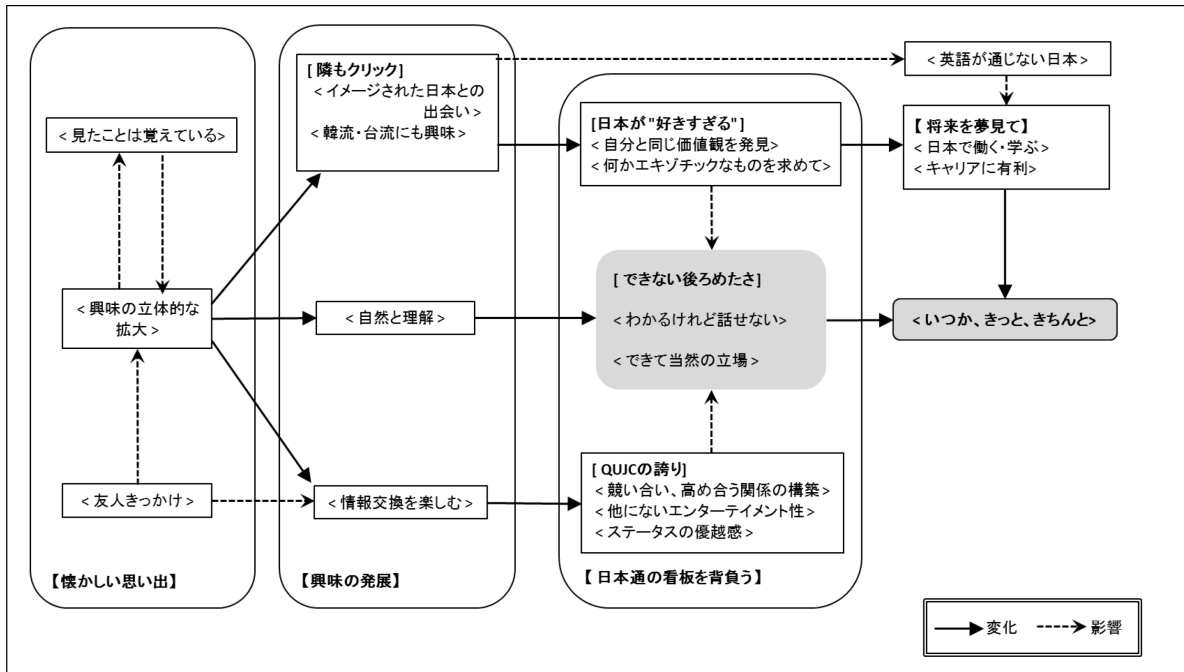 < 見たことは覚えている>
< 興味の立体的な
拡大 >
< 友人きっかけ >
【懐かしい思い出】
[ 隣もクリック]
< イメージされた日本との
出会い >
< 韓流・台流にも興味 >
< 自然と理解 >
< 情報交換を楽しむ>
【興味の発展】
[日本が"好きすぎる"]
< 自分と同じ価値観を発見>
< 何かエキゾチックなものを求めて>
[ できない後ろめたさ]
< わかるけれど話せない>
< できて当然の立場 >
[ QUJCの誇り]
< 競い合い、高め合う関係の構築>
< 他にないエンターテイメント性>
< ステータスの優越感>
【 日本通の看板を背負う】
< 英語が通じない日本>
【 将来を夢見て】
< 日本で働く・学ぶ>
< キャリアに有利>
< いつか、きっと、きちんと>
変化
影響